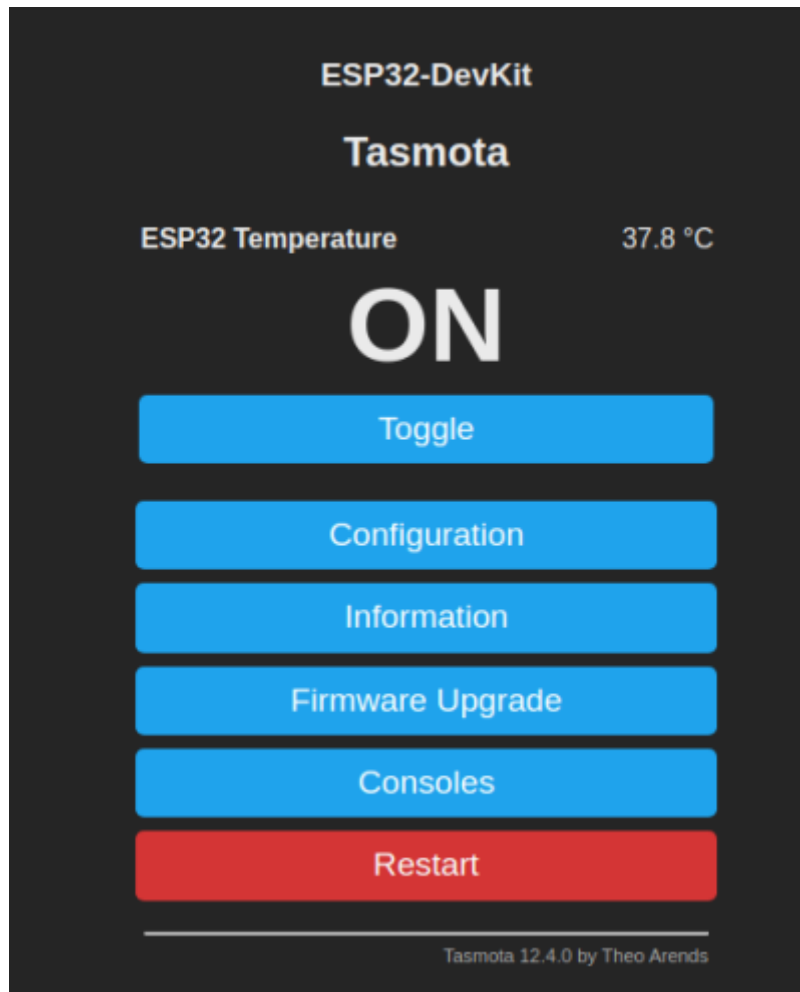 ESP32-DevKit
Tasmota
ESP32 Temperature 37.8 °C
ON
Toggle
Configuration
Information
Firmware Upgrade
Consoles
Restart
Tasmota 12.4.0 by Theo Arends